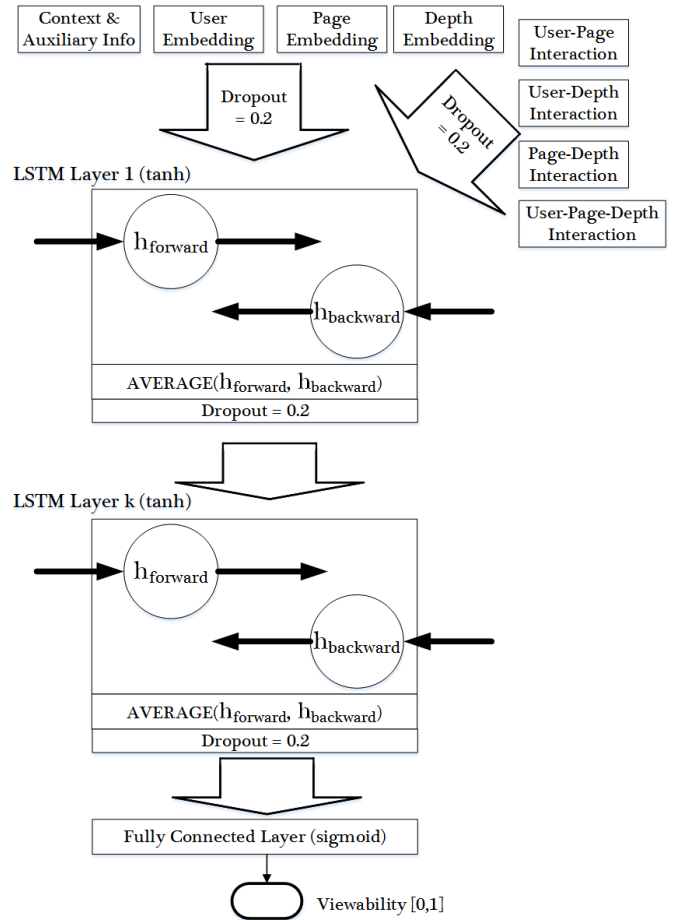 Context &
Auxiliary Info
User
Embedding
Page
Embedding
Depth
Embedding
User-Page
Interaction
User-Depth
Interaction
Page-Depth
Interaction
User-Page-Depth
Interaction
Dropout
= 0.2
Dropout
= 0.2
LSTM Layer 1 (tanh)
hforward
hbackward
AVERAGE(hforward, hbackward)
Dropout = 0.2
LSTM Layer k (tanh)
hforward
hbackward
AVERAGE(hforward, hbackward)
Dropout = 0.2
Fully Connected Layer (sigmoid)
Viewability [0,1]